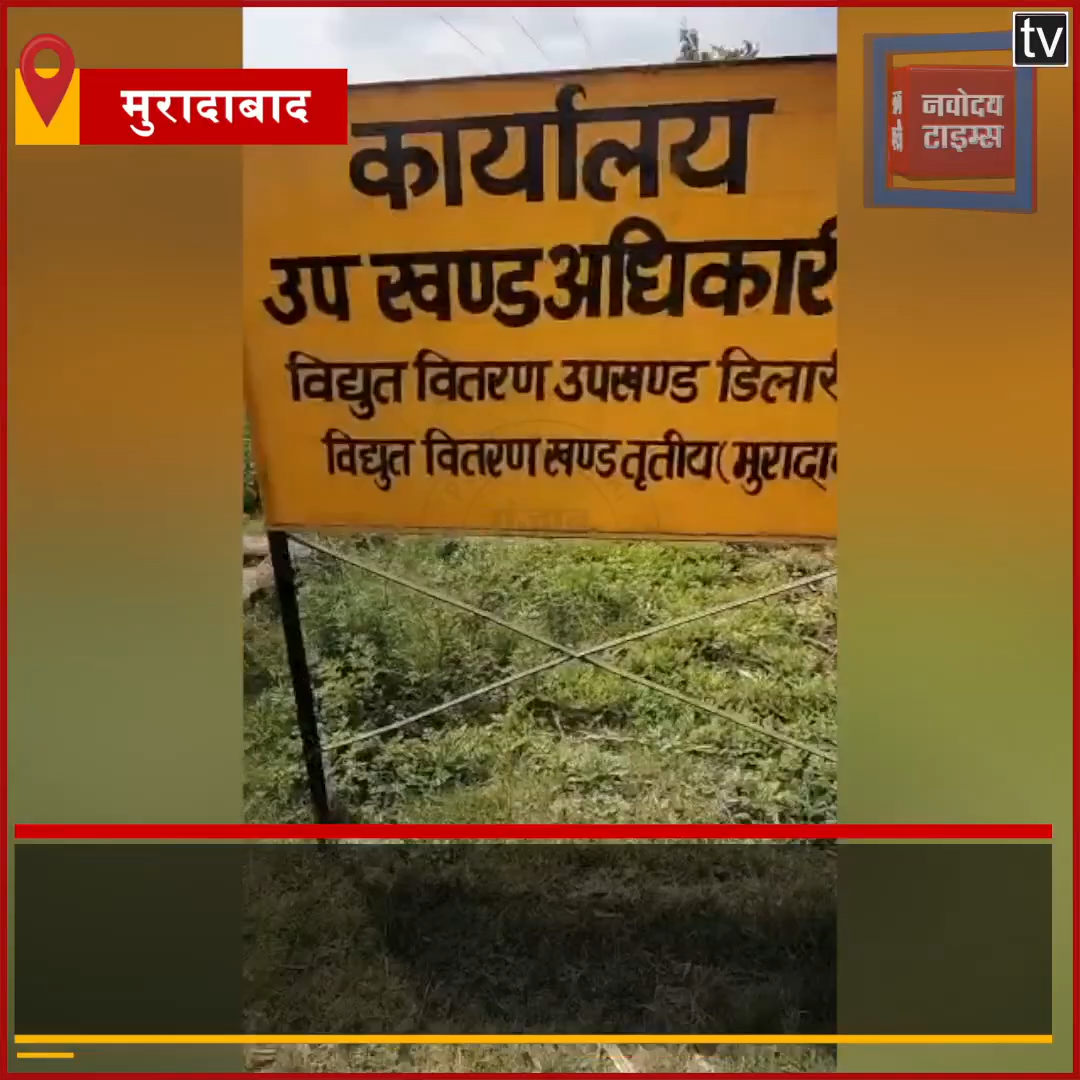 मुरादाबाद
tv
नवोदय
टाइम्स
कार्यालय
उप खण्ड अधिकारी
विद्युत वितरण उपखण्ड
विद्युत वितरण खण्ड तृतीय
पंजाब